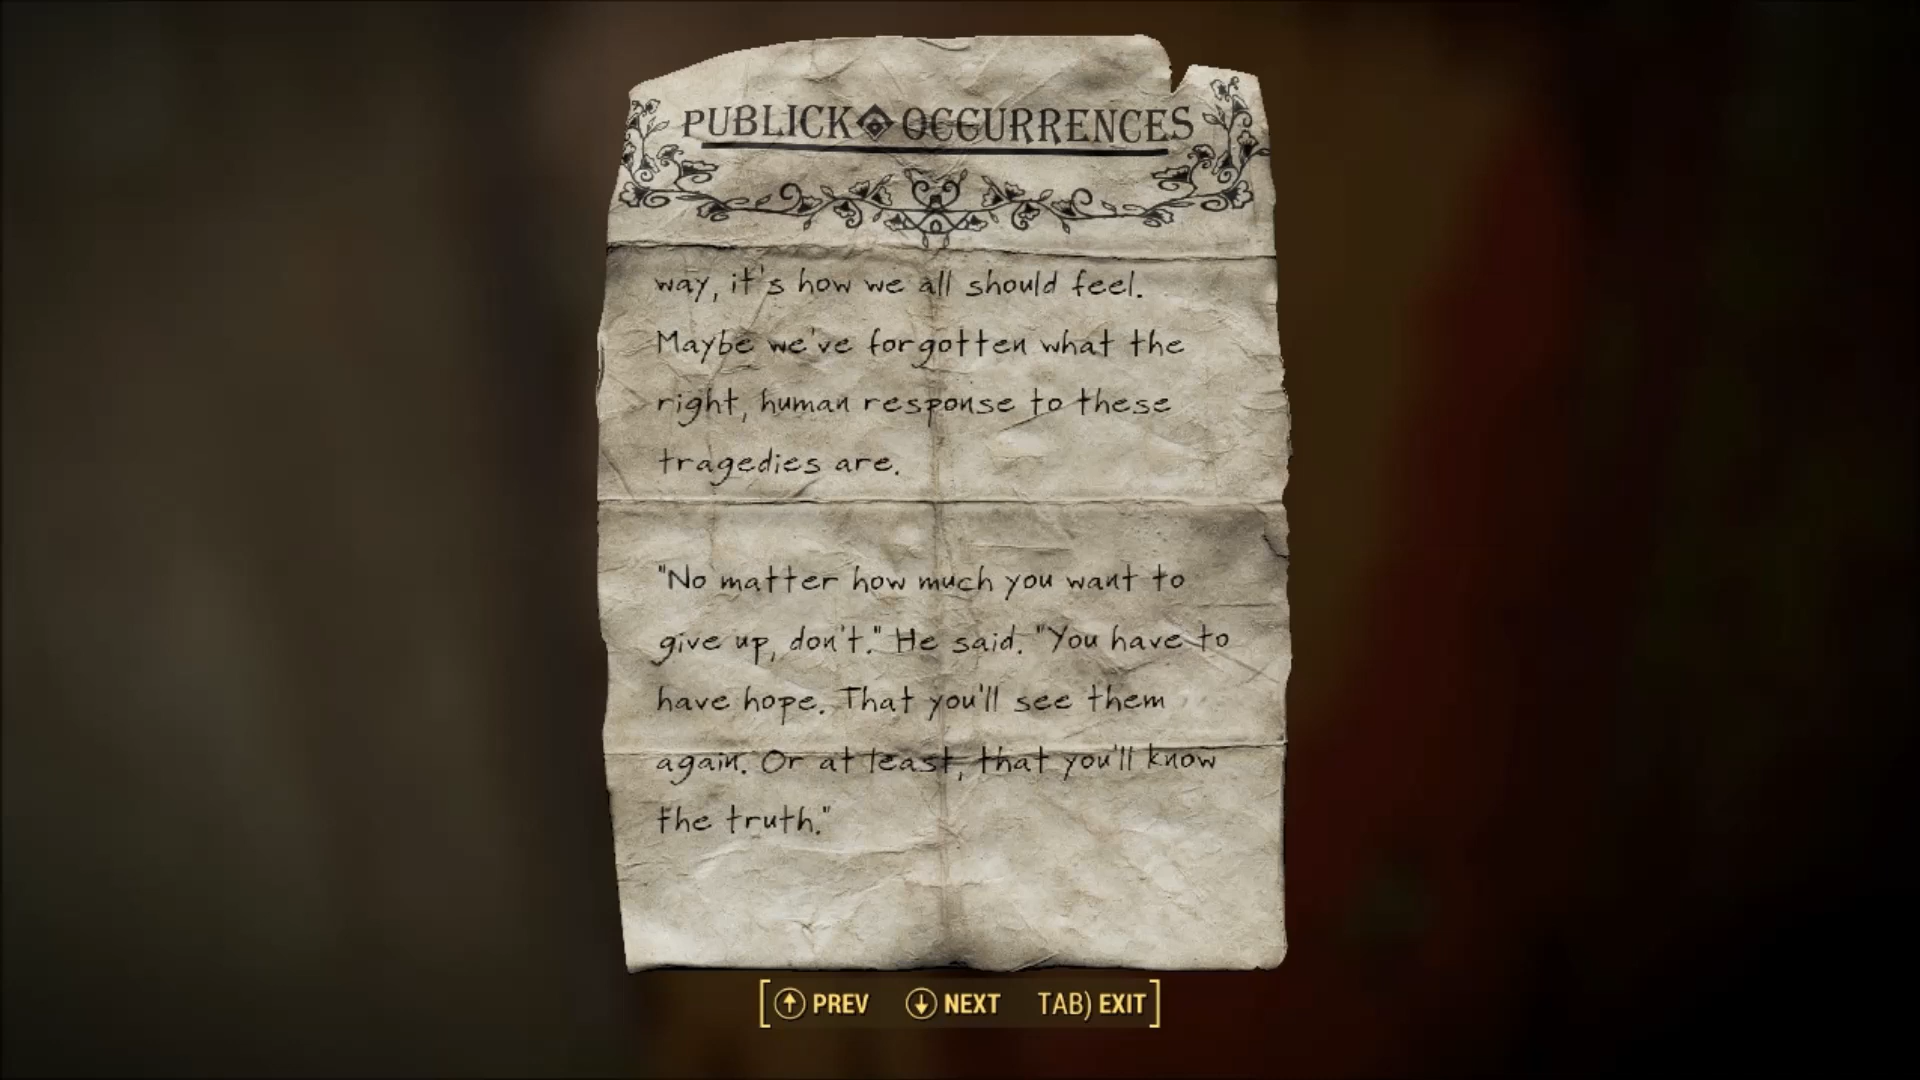 PUBLICK OCCURRENCES
way, it's how we all should feel.
Maybe we've forgotten what the
right, human response to these
tragedies are.
"No matter how much you want to
give up, don't." He said. "You have to
have hope. That you'll see them
again. Or at least, that you'll know
the truth."
PREV NEXT TAB) EXIT